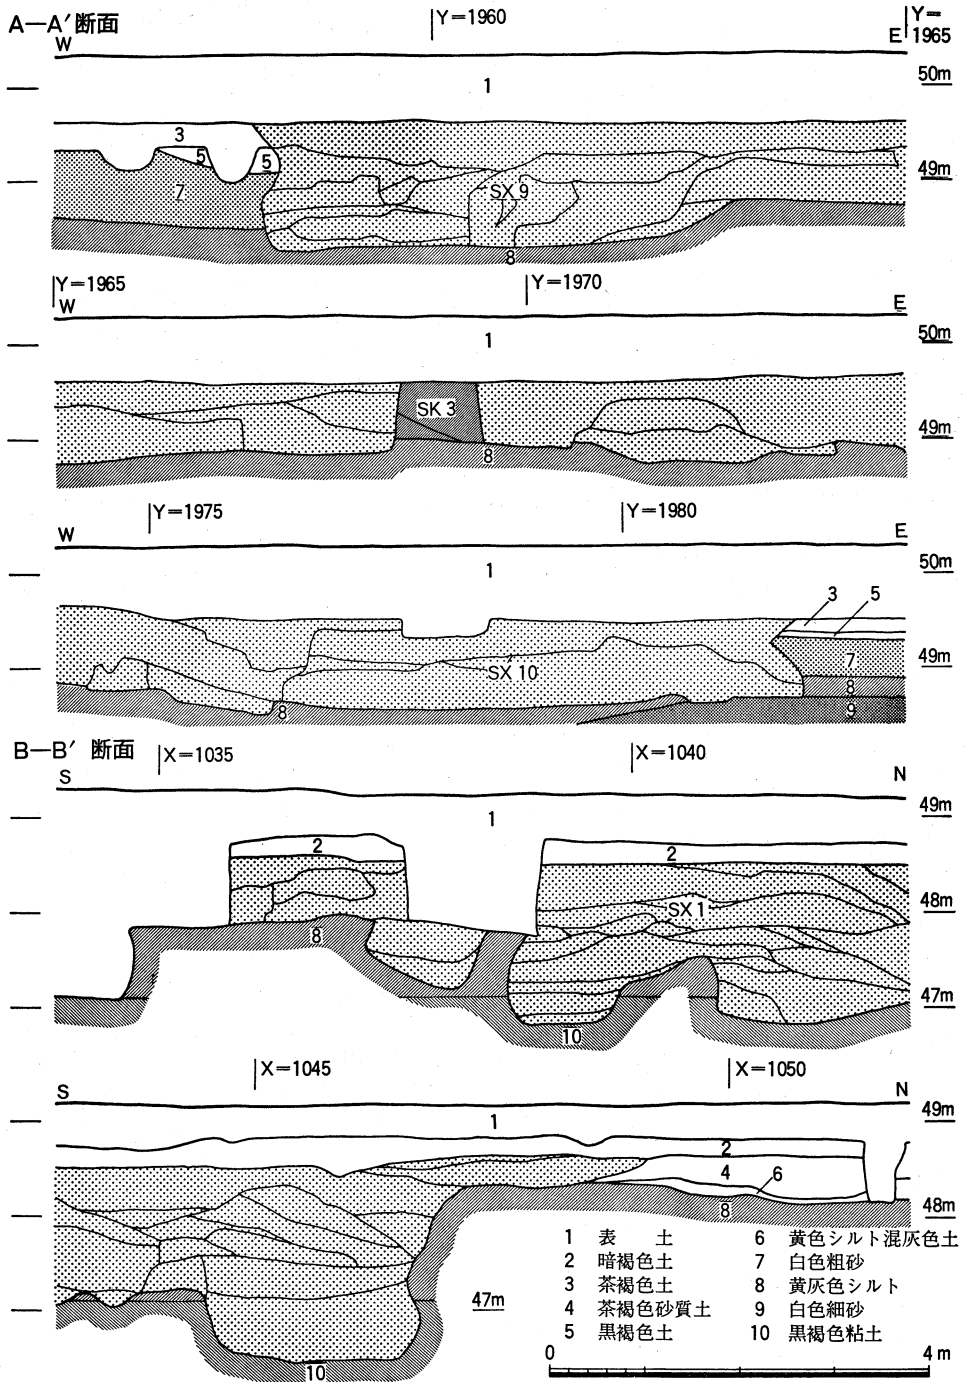 A—A′断面
Y=1960
Y=1965
W
E
50m
1
3
5
5
49m
7
SX 9
8
Y=1965
Y=1970
W
E
50m
1
SK 3
49m
8
Y=1975
Y=1980
W
E
50m
1
3
5
49m
7
SX 10
8
8
9
B—B′ 断面
X=1035
X=1040
S
N
49m
1
2
2
48m
SX 1
8
47m
10
X=1045
X=1050
S
N
49m
1
2
4
6
8
48m
47m
10
1 表 土
2 暗褐色土
3 茶褐色土
4 茶褐色砂質土
5 黒褐色土
6 黄色シルト混灰色土
7 白色粗砂
8 黄灰色シルト
9 白色細砂
10 黒褐色粘土
0
4 m